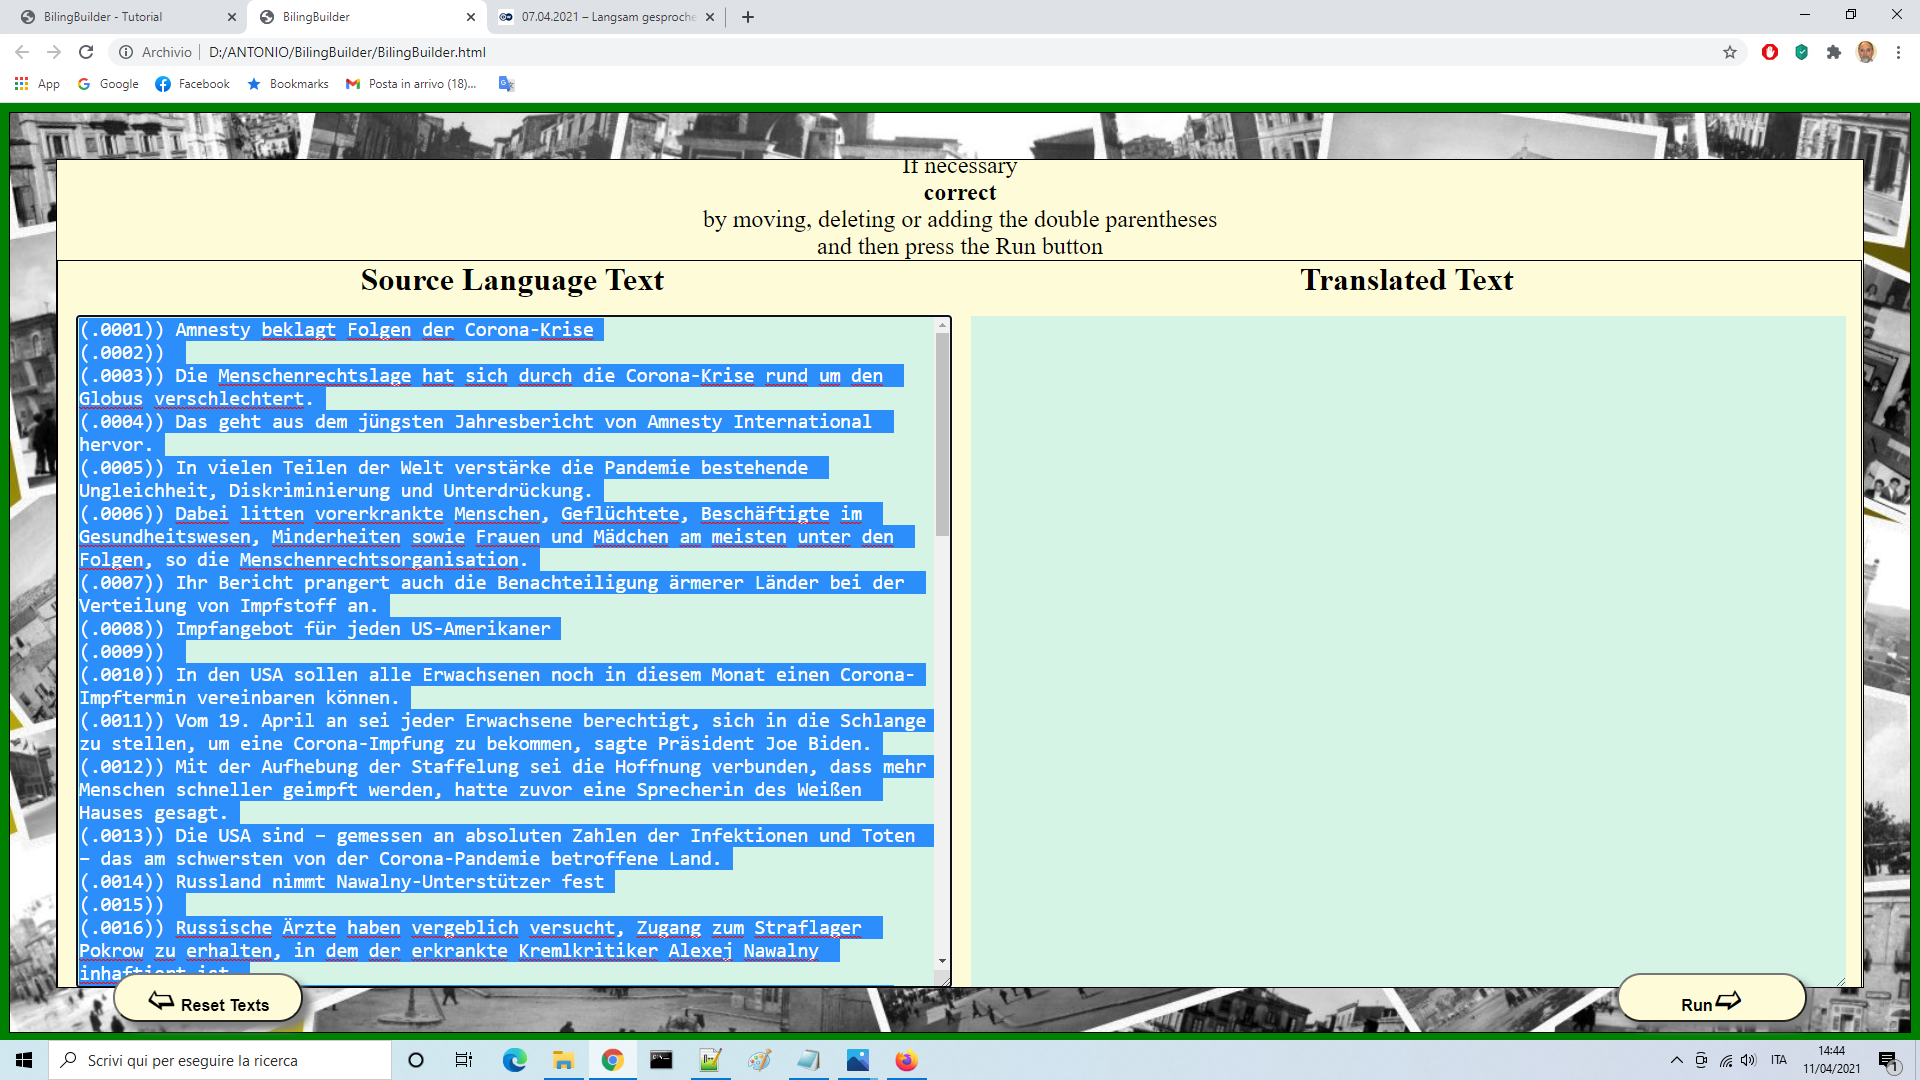 BilingBuilder - Tutorial
BilingBuilder
07.04.2021 – Langsam gesproche
Archivio
D:/ANTONIO/BilingBuilder/BilingBuilder.html
App
Google
Facebook
Bookmarks
Posta in arrivo (18)...
If necessary
correct
by moving, deleting or adding the double parentheses
and then press the Run button
Source Language Text
Translated Text
(.0001)) Amnesty beklagt Folgen der Corona-Krise
(.0002))
(.0003)) Die Menschenrechtslage hat sich durch die Corona-Krise rund um den
Globus verschlechtert.
(.0004)) Das geht aus dem jüngsten Jahresbericht von Amnesty International
hervor.
(.0005)) In vielen Teilen der Welt verstärke die Pandemie bestehende
Ungleichheit, Diskriminierung und Unterdrückung.
(.0006)) Dabei litten vorerkrankte Menschen, Geflüchtete, Beschäftigte im
Gesundheitswesen, Minderheiten sowie Frauen und Mädchen am meisten unter den
Folgen, so die Menschenrechtsorganisation.
(.0007)) Ihr Bericht prangert auch die Benachteiligung ärmerer Länder bei der
Verteilung von Impfstoff an.
(.0008)) Impfangebot für jeden US-Amerikaner
(.0009))
(.0010)) In den USA sollen alle Erwachsenen noch in diesem Monat einen Corona-
Impftermin vereinbaren können.
(.0011)) Vom 19. April an sei jeder Erwachsene berechtigt, sich in die Schlange
zu stellen, um eine Corona-Impfung zu bekommen, sagte Präsident Joe Biden.
(.0012)) Mit der Aufhebung der Staffelung sei die Hoffnung verbunden, dass mehr
Menschen schneller geimpft werden, hatte zuvor eine Sprecherin des Weißen
Hauses gesagt.
(.0013)) Die USA sind – gemessen an absoluten Zahlen der Infektionen und Toten
– das am schwersten von der Corona-Pandemie betroffene Land.
(.0014)) Russland nimmt Nawalny-Unterstützer fest
(.0015))
(.0016)) Russische Ärzte haben vergeblich versucht, Zugang zum Straflager
Pokrow zu erhalten, in dem der erkrankte Kremlkritiker Alexej Nawalny
inhaftiert ist.
Reset Texts
Run
Scrivi qui per eseguire la ricerca
ITA
14:44
11/04/2021
1